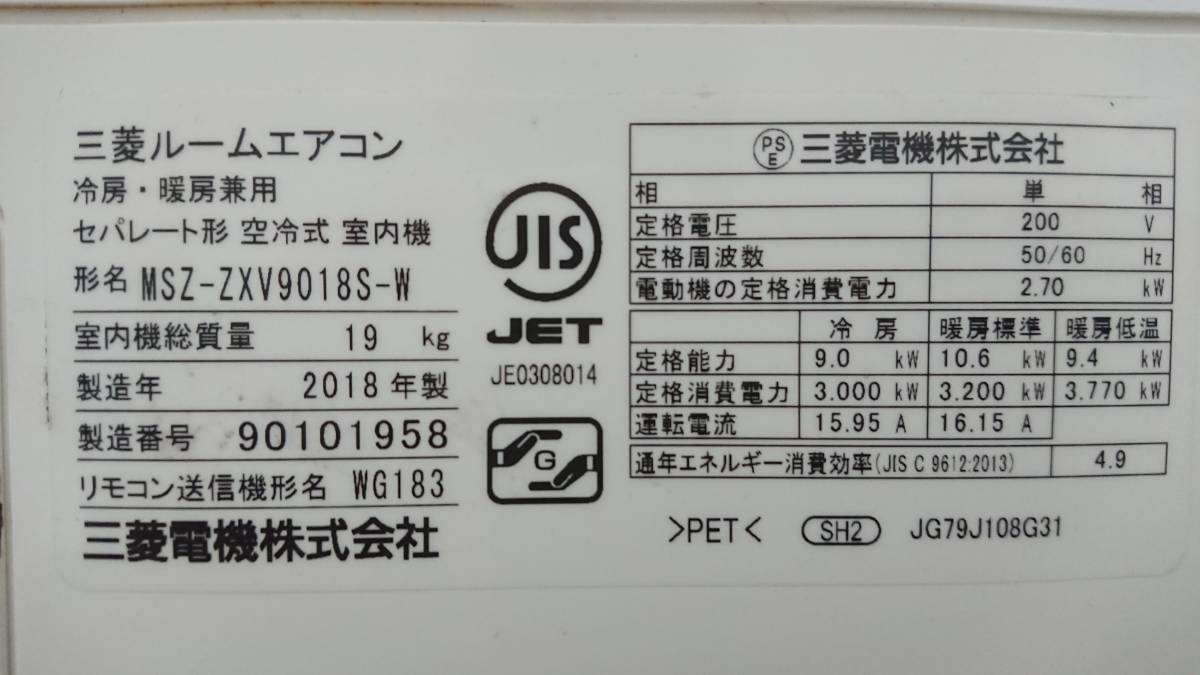 三菱ルームエアコン
冷房・暖房兼用
セパレート形 空冷式 室内機
形名 MSZ-ZXV9018S-W
室内機総質量 19 kg
製造年 2018年製
製造番号 90101958
リモコン送信機形名 WG183
三菱電機株式会社
JIS
JET
JE0308014
G
PS
E 三菱電機株式会社
相 単相
定格電圧 200 V
定格周波数 50/60 Hz
電動機の定格消費電力 2.70 kW
冷房 暖房標準 暖房低温
定格能力 9.0 kW 10.6 kW 9.4 kW
定格消費電力 3.000 kW 3.200 kW 3.770 kW
運転電流 15.95 A 16.15 A
通年エネルギー消費効率(JIS C 9612:2013) 4.9
>PET< SH2 JG79J108G31